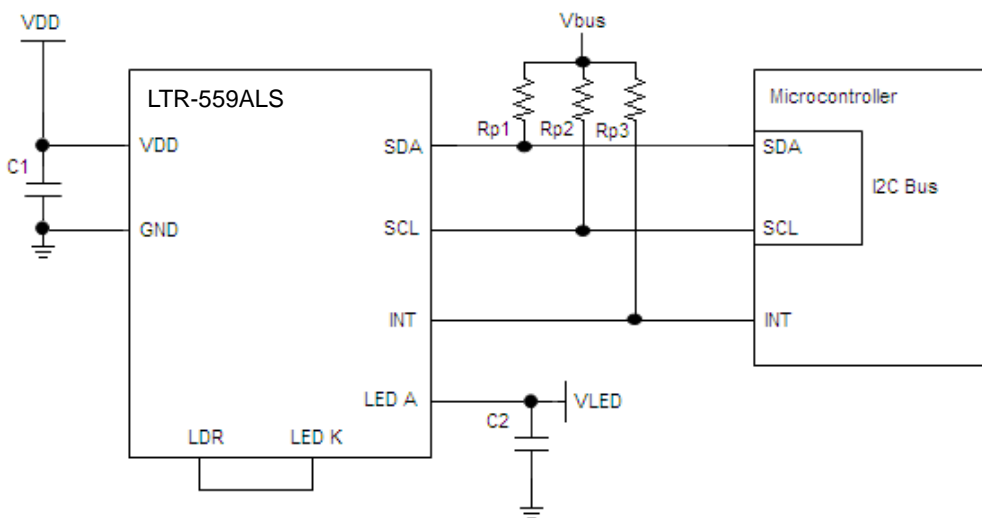 VDD
Vbus
LTR-559ALS
Microcontroller
Rp1
Rp2
Rp3
VDD
SDA
SDA
C1
I2C Bus
GND
SCL
SCL
INT
INT
LED A
VLED
C2
LDR
LED K